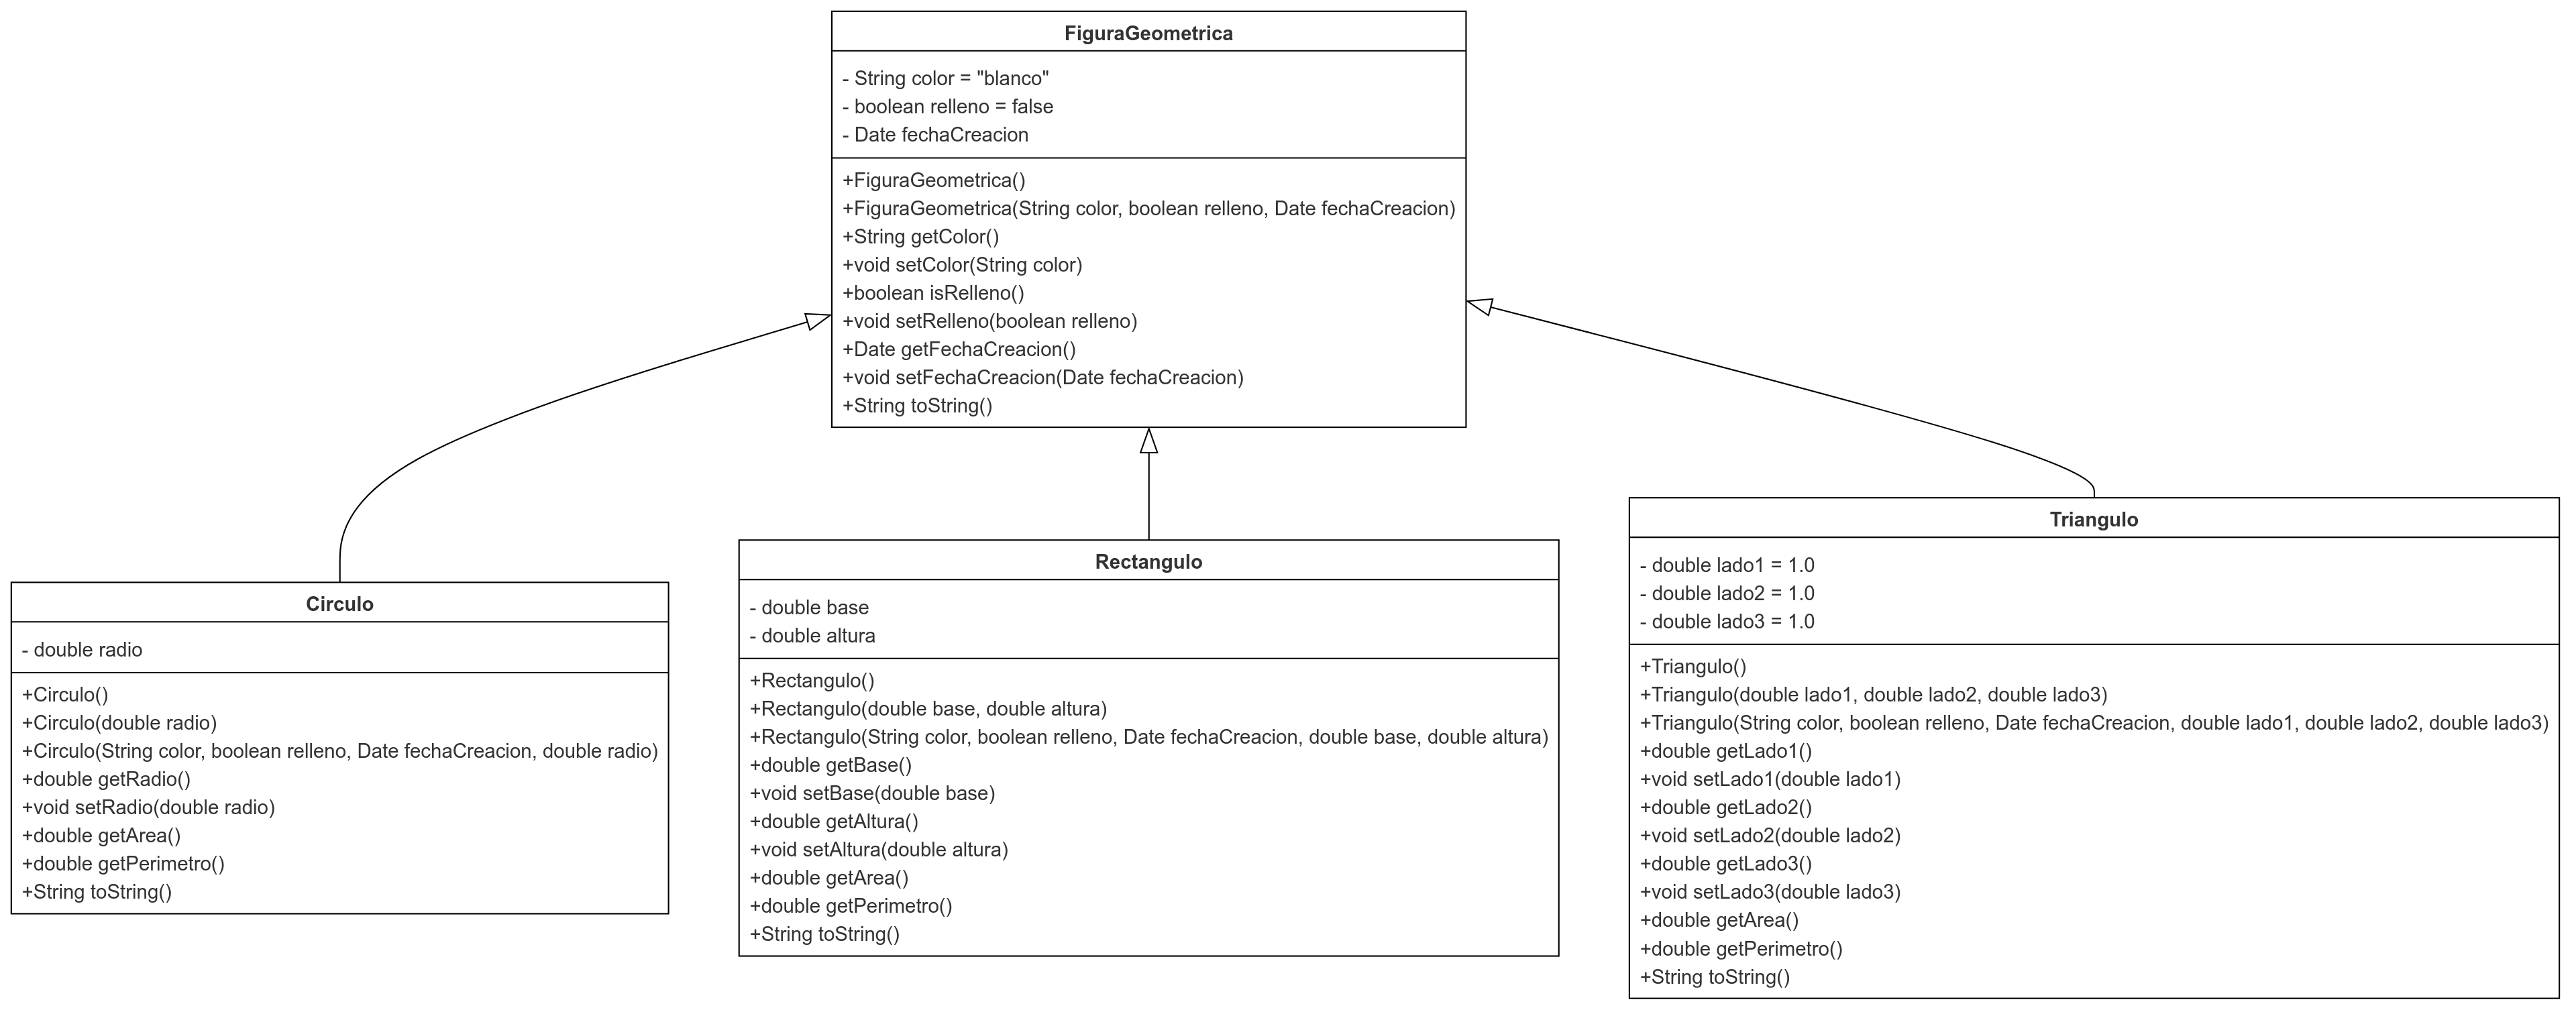 FiguraGeometrica
- String color = "blanco"
- boolean relleno = false
- Date fechaCreacion
+FiguraGeometrica()
+FiguraGeometrica(String color, boolean relleno, Date fechaCreacion)
+String getColor()
+void setColor(String color)
+boolean isRelleno()
+void setRelleno(boolean relleno)
+Date getFechaCreacion()
+void setFechaCreacion(Date fechaCreacion)
+String toString()
Circulo
- double radio
+Circulo()
+Circulo(double radio)
+Circulo(String color, boolean relleno, Date fechaCreacion, double radio)
+double getRadio()
+void setRadio(double radio)
+double getArea()
+double getPerimetro()
+String toString()
Rectangulo
- double base
- double altura
+Rectangulo()
+Rectangulo(double base, double altura)
+Rectangulo(String color, boolean relleno, Date fechaCreacion, double base, double altura)
+double getBase()
+void setBase(double base)
+double getAltura()
+void setAltura(double altura)
+double getArea()
+double getPerimetro()
+String toString()
Triangulo
- double lado1 = 1.0
- double lado2 = 1.0
- double lado3 = 1.0
+Triangulo()
+Triangulo(double lado1, double lado2, double lado3)
+Triangulo(String color, boolean relleno, Date fechaCreacion, double lado1, double lado2, double lado3)
+double getLado1()
+void setLado1(double lado1)
+double getLado2()
+void setLado2(double lado2)
+double getLado3()
+void setLado3(double lado3)
+double getArea()
+double getPerimetro()
+String toString()